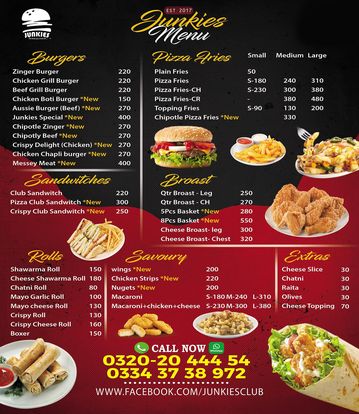 JUNKIES
EST. 2017
Junkies
Menu
Burgers
Zinger Burger 220
Chicken Grill Burger 220
Beef Grill Burger 220
Chicken Boti Burger *New 150
Aussie Burger (Beef) *New 270
Junkies Special *New 400
Chipotle Zinger *New 270
Chipotly Beef *New 270
Crispy Delight (Chicken) *New 270
Chicken Chapli burger *New 270
Messey Moat *New 400
Pizza Fries Small Medium Large
Plain Fries 50
Pizza Fries S-180 240 310
Pizza Fries-CH S-230 300 380
Pizza Fries-CR - 380 480
Topping Fries S-90 130 200
Chipotle Pizza Fries *New 330
Sandwitches
Club Sandwitch 220
Pizza Club Sandwitch *New 300
Crispy Club Sandwitch *New 250
Broast
Qtr Broast - Leg 250
Qtr Broast - CH 270
5Pcs Basket *New 280
8Pcs Basket *New 550
Cheese Broast- leg 300
Cheese Broast- Chest 320
Rolls
Shawarma Roll 150
Cheese Shawarma Roll 180
Chatni Roll 80
Mayo Garlic Roll 110
Mayo cheese Roll 130
Crispy Roll 130
Crispy Cheese Roll 160
Boxer 150
Savoury
wings *New 200
Chicken Strips *New 220
Nugets *New 200
Macaroni S-180 M-240 L-310
Macaroni+chicken+cheese S-230 M-300 L-380
Extras
Cheese Slice 30
Chatni 30
Raita 30
Olives 30
Cheese Topping 70
CALL NOW
0320-20 444 54
0334 37 38 972
WWW.FACEBOOK.COM/JUNKIESCLUB